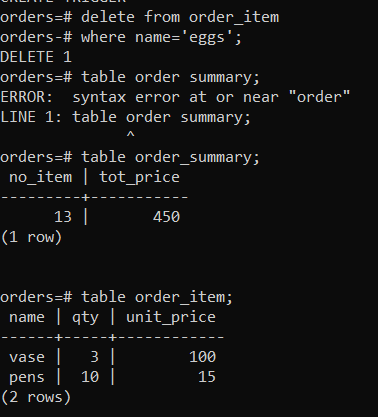 CREATE TRIGGER
orders=# delete from order_item
orders-# where name='eggs';
DELETE 1
orders=# table order summary;
ERROR:  syntax error at or near "order"
LINE 1: table order summary;
              ^
orders=# table order_summary;
 no_item | tot_price
---------+-----------
      13 |       450
(1 row)


orders=# table order_item;
 name | qty | unit_price
------+-----+------------
 vase |   3 |        100
 pens |  10 |         15
(2 rows)